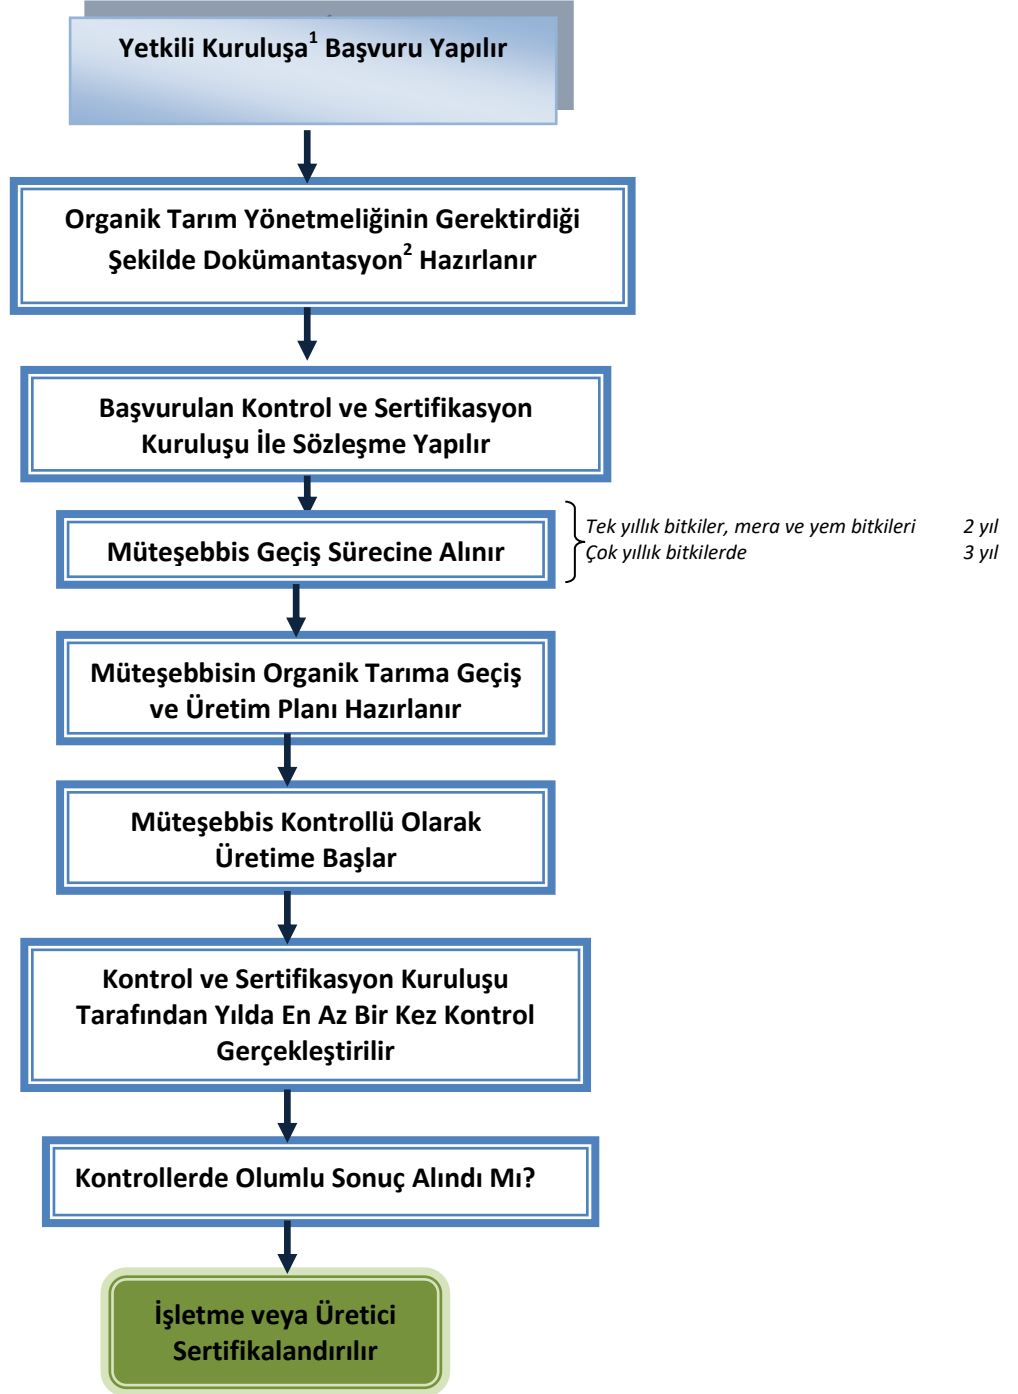 Yetkili Kuruluşa¹ Başvuru Yapılır
Organik Tarım Yönetmeliğinin Gerektirdiği
Şekilde Dokümantasyon² Hazırlanır
Başvurulan Kontrol ve Sertifikasyon
Kuruluşu İle Sözleşme Yapılır
Müteşebbis Geçiş Sürecine Alınır
Tek yıllık bitkiler, mera ve yem bitkileri 2 yıl
Çok yıllık bitkilerde 3 yıl
Müteşebbisin Organik Tarıma Geçiş
ve Üretim Planı Hazırlanır
Müteşebbis Kontrollü Olarak
Üretime Başlar
Kontrol ve Sertifikasyon Kuruluşu
Tarafından Yılda En Az Bir Kez Kontrol
Gerçekleştirilir
Kontrollerde Olumlu Sonuç Alındı Mı?
İşletme veya Üretici
Sertifikalandırılır